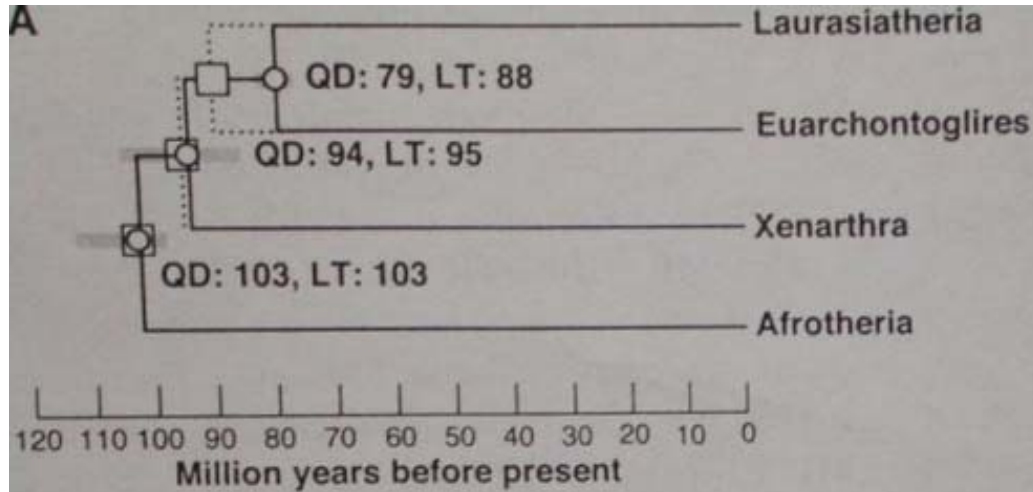 A
Laurasiatheria
QD: 79, LT: 88
Euarchontoglires
QD: 94, LT: 95
Xenarthra
QD: 103, LT: 103
Afrotheria
120 110 100 90 80 70 60 50 40 30 20 10 0
Million years before present